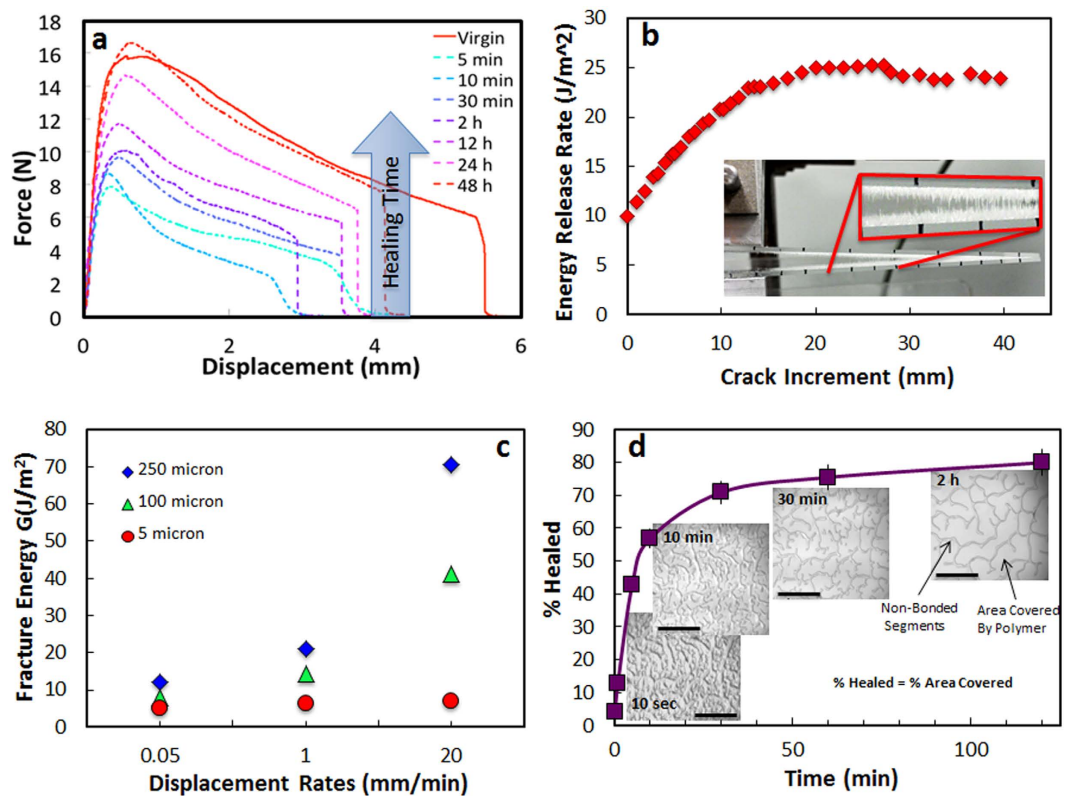 a
Force (N)
18
16
14
12
10
8
6
4
2
0
0 2 4 6
Displacement (mm)
Virgin
5 min
10 min
30 min
2 h
12 h
24 h
48 h
Healing Time
b
Energy Release Rate (J/m^2)
30
25
20
15
10
5
0
0 10 20 30 40
Crack Increment (mm)
c
Fracture Energy G(J/m²)
80
70
60
50
40
30
20
10
0
250 micron
100 micron
5 micron
0.05 1 20
Displacement Rates (mm/min)
d
% Healed
90
80
70
60
50
40
30
20
10
0
2 h
30 min
10 min
10 sec
Non-Bonded
Segments
Area Covered
By Polymer
% Healed = % Area Covered
0 50 100
Time (min)